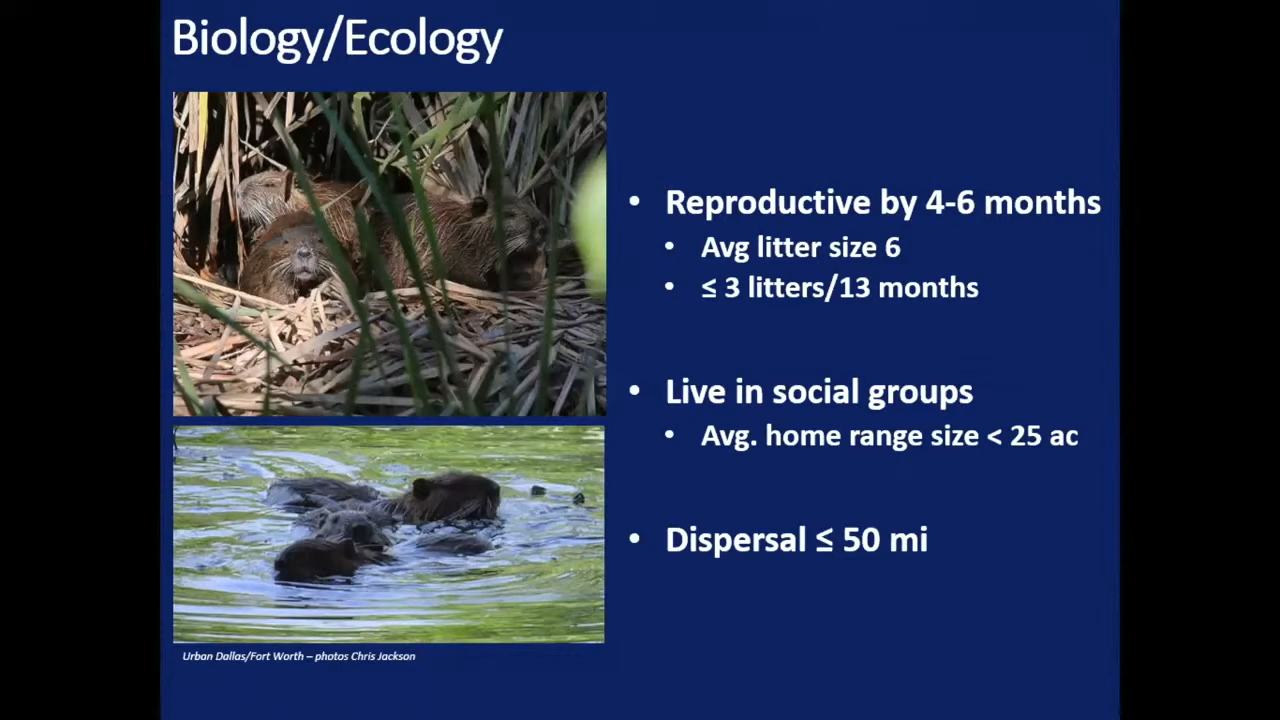 Biology/Ecology
• Reproductive by 4-6 months
• Avg litter size 6
• ≤ 3 litters/13 months
• Live in social groups
• Avg. home range size < 25 ac
• Dispersal ≤ 50 mi
Urban Dallas/Fort Worth – photos Chris Jackson